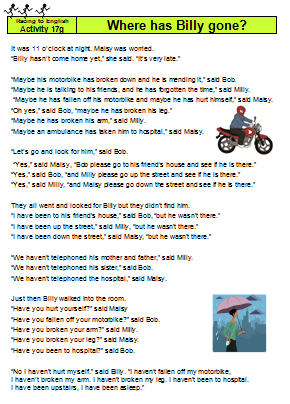 Racing to English
Activity 17g
Where has Billy gone?
It was 11 o'clock at night. Maisy was worried.
"Billy hasn't come home yet," she said. "It's very late."
"Maybe his motorbike has broken down and he is mending it," said Bob.
"Maybe he is talking to his friends, and he has forgotten the time," said Milly.
"Maybe he has fallen off his motorbike and maybe he has hurt himself," said Maisy.
"Oh yes," said Bob, "maybe he has broken his leg."
"Maybe he has broken his arm," said Milly.
"Maybe an ambulance has taken him to hospital," said Maisy.
"Let's go and look for him," said Bob.
"Yes," said Maisy, "Bob please go to his friend's house and see if he is there."
"Yes," said Bob, "and Milly please go up the street and see if he is there."
"Yes," said Milly, "and Maisy please go down the street and see if he is there."
They all went and looked for Billy but they didn't find him.
"I have been to his friend's house," said Bob, "but he wasn't there."
"I have been up the street," said Milly, "but he wasn't there."
"I have been down the street," said Maisy, "but he wasn't there."
"We haven't telephoned his mother and father," said Milly.
"We haven't telephoned his sister," said Bob.
"We haven't telephoned the hospital," said Maisy.
Just then Billy walked into the room.
"Have you hurt yourself?" said Maisy
"Have you fallen off your motorbike?" said Bob.
"Have you broken your arm?" said Milly.
"Have you broken your leg?" said Maisy.
"Have you been to hospital?" said Bob.
"No I haven't hurt myself," said Billy. "I haven't fallen off my motorbike,
I haven't broken my arm. I haven't broken my leg. I haven't been to hospital.
I have been upstairs, I have been asleep."